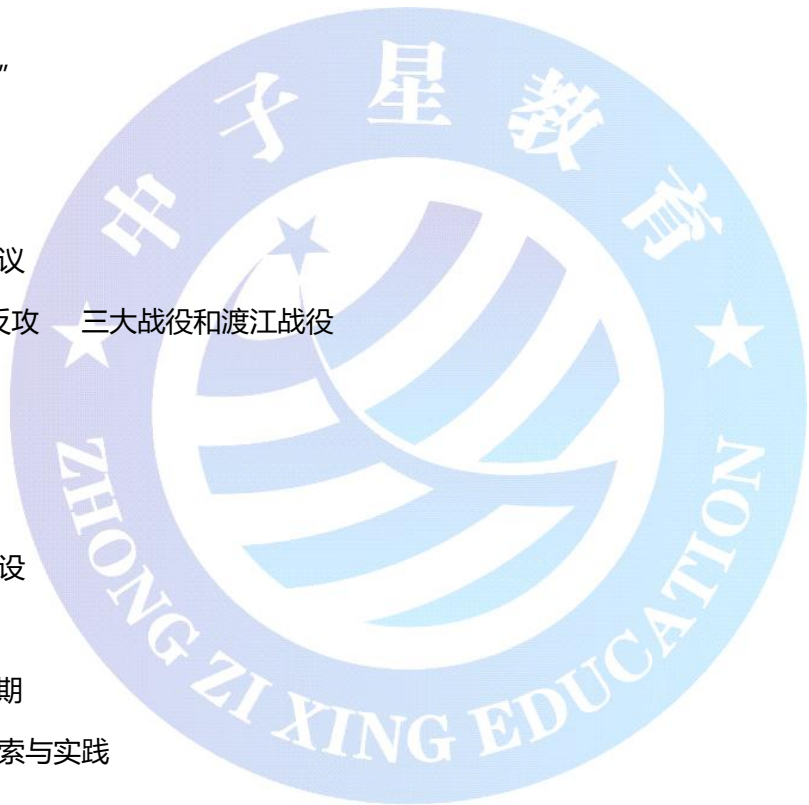 ”
议
反攻 三大战役和渡江战役
设
期
索与实践
中子星教育
ZHONG ZI XING EDUCATION